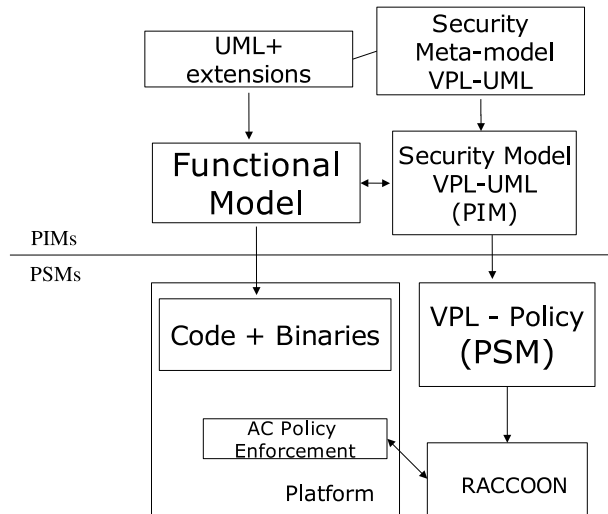 UML+
extensions
Security
Meta-model
VPL-UML
Functional
Model
Security Model
VPL-UML
(PIM)
PIMs
PSMs
Code + Binaries
VPL - Policy
(PSM)
AC Policy
Enforcement
Platform
RACCOON